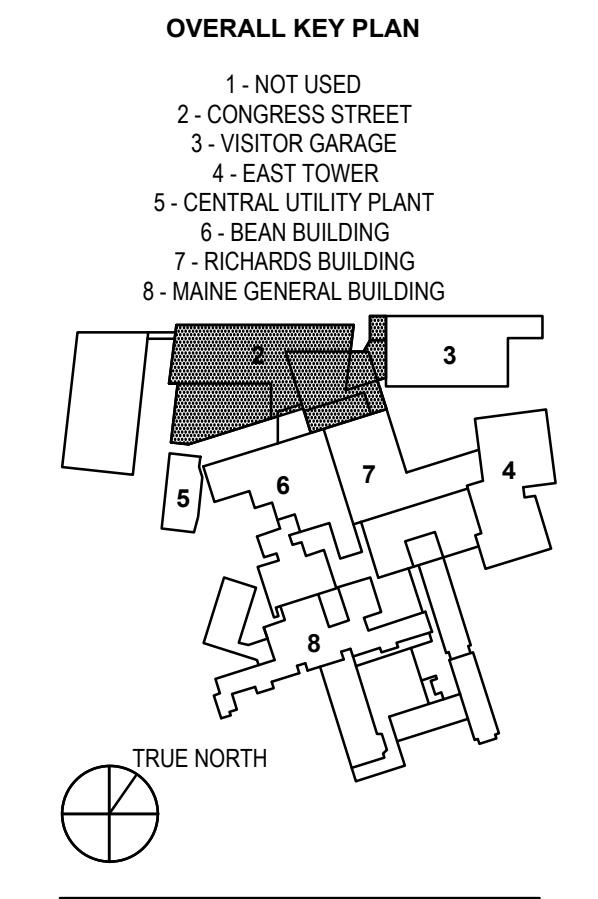 OVERALL KEY PLAN
1 - NOT USED
2 - CONGRESS STREET
3 - VISITOR GARAGE
4 - EAST TOWER
5 - CENTRAL UTILITY PLANT
6 - BEAN BUILDING
7 - RICHARDS BUILDING
8 - MAINE GENERAL BUILDING
2
3
7
4
6
5
8
TRUE NORTH